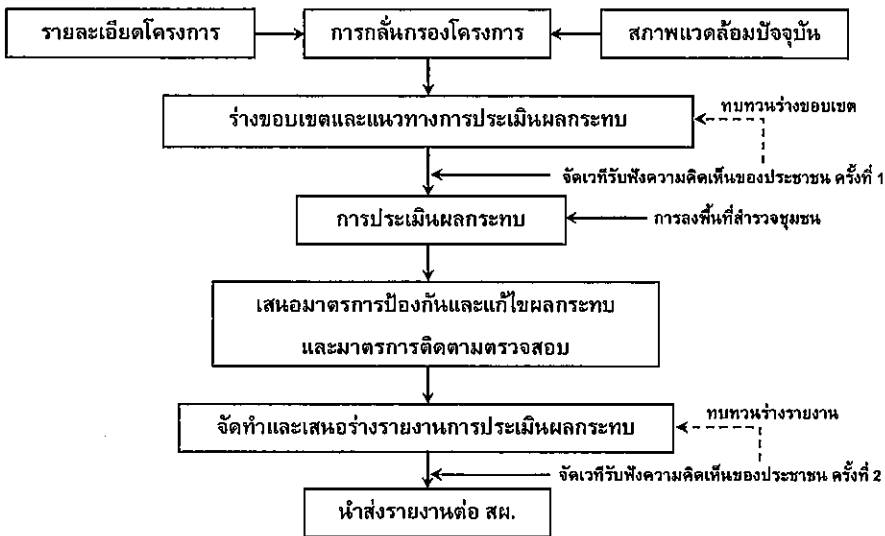 รายละเอียดโครงการ
การกลั่นกรองโครงการ
สภาพแวดล้อมปัจจุบัน
ร่างขอบเขตและแนวทางการประเมินผลกระทบ
ทบทวนร่างขอบเขต
จัดเวทีรับฟังความคิดเห็นของประชาชน ครั้งที่ 1
การประเมินผลกระทบ
การลงพื้นที่สำรวจชุมชน
เสนอมาตรการป้องกันและแก้ไขผลกระทบ
และมาตรการติดตามตรวจสอบ
จัดทำและเสนอร่างรายงานการประเมินผลกระทบ
ทบทวนร่างรายงาน
จัดเวทีรับฟังความคิดเห็นของประชาชน ครั้งที่ 2
นำส่งรายงานต่อ สผ.